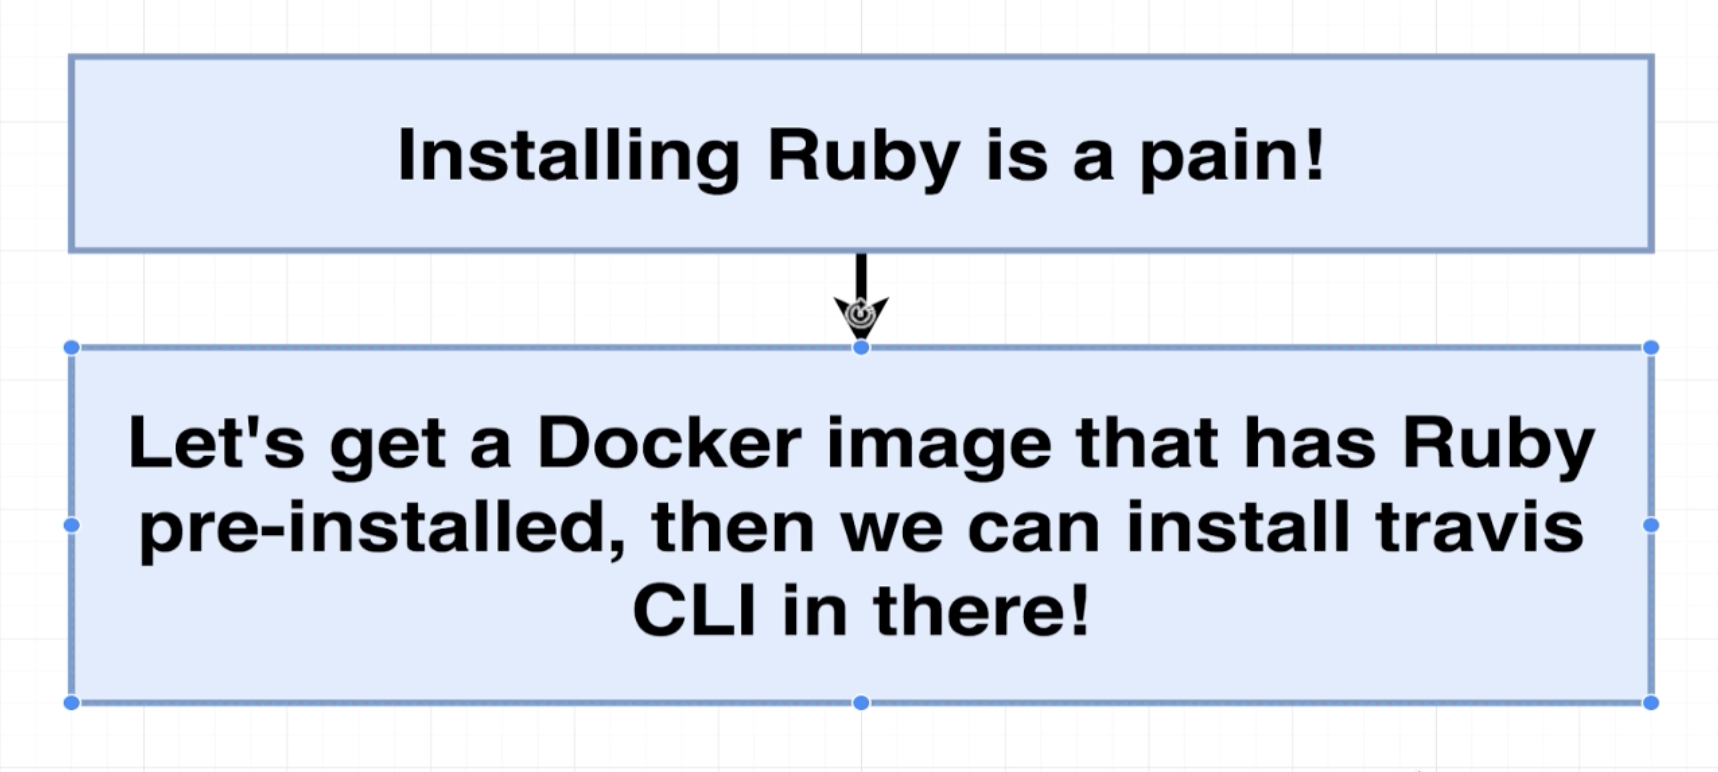 Installing Ruby is a pain!
Let's get a Docker image that has Ruby
pre-installed, then we can install travis
CLI in there!